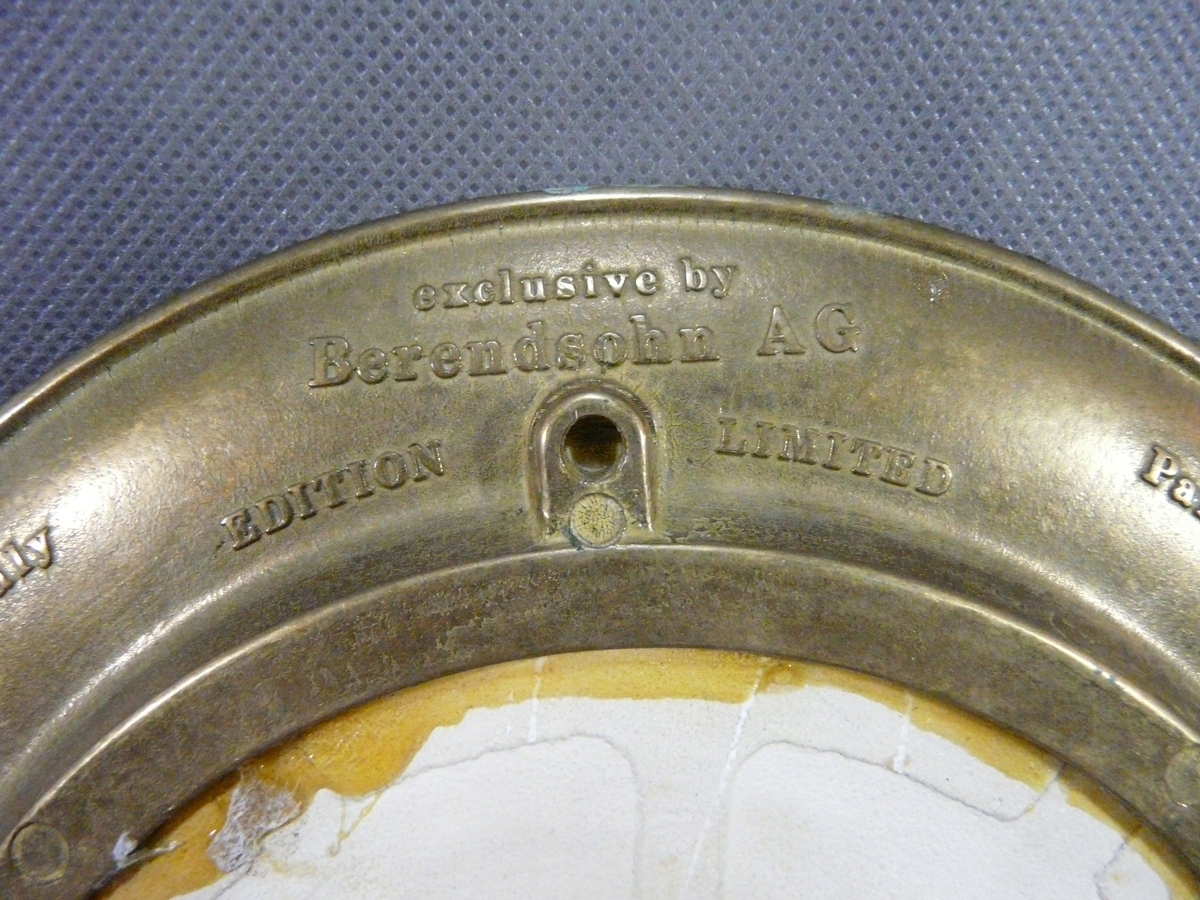 exclusive by
Berendsohn AG
EDITION LIMITED